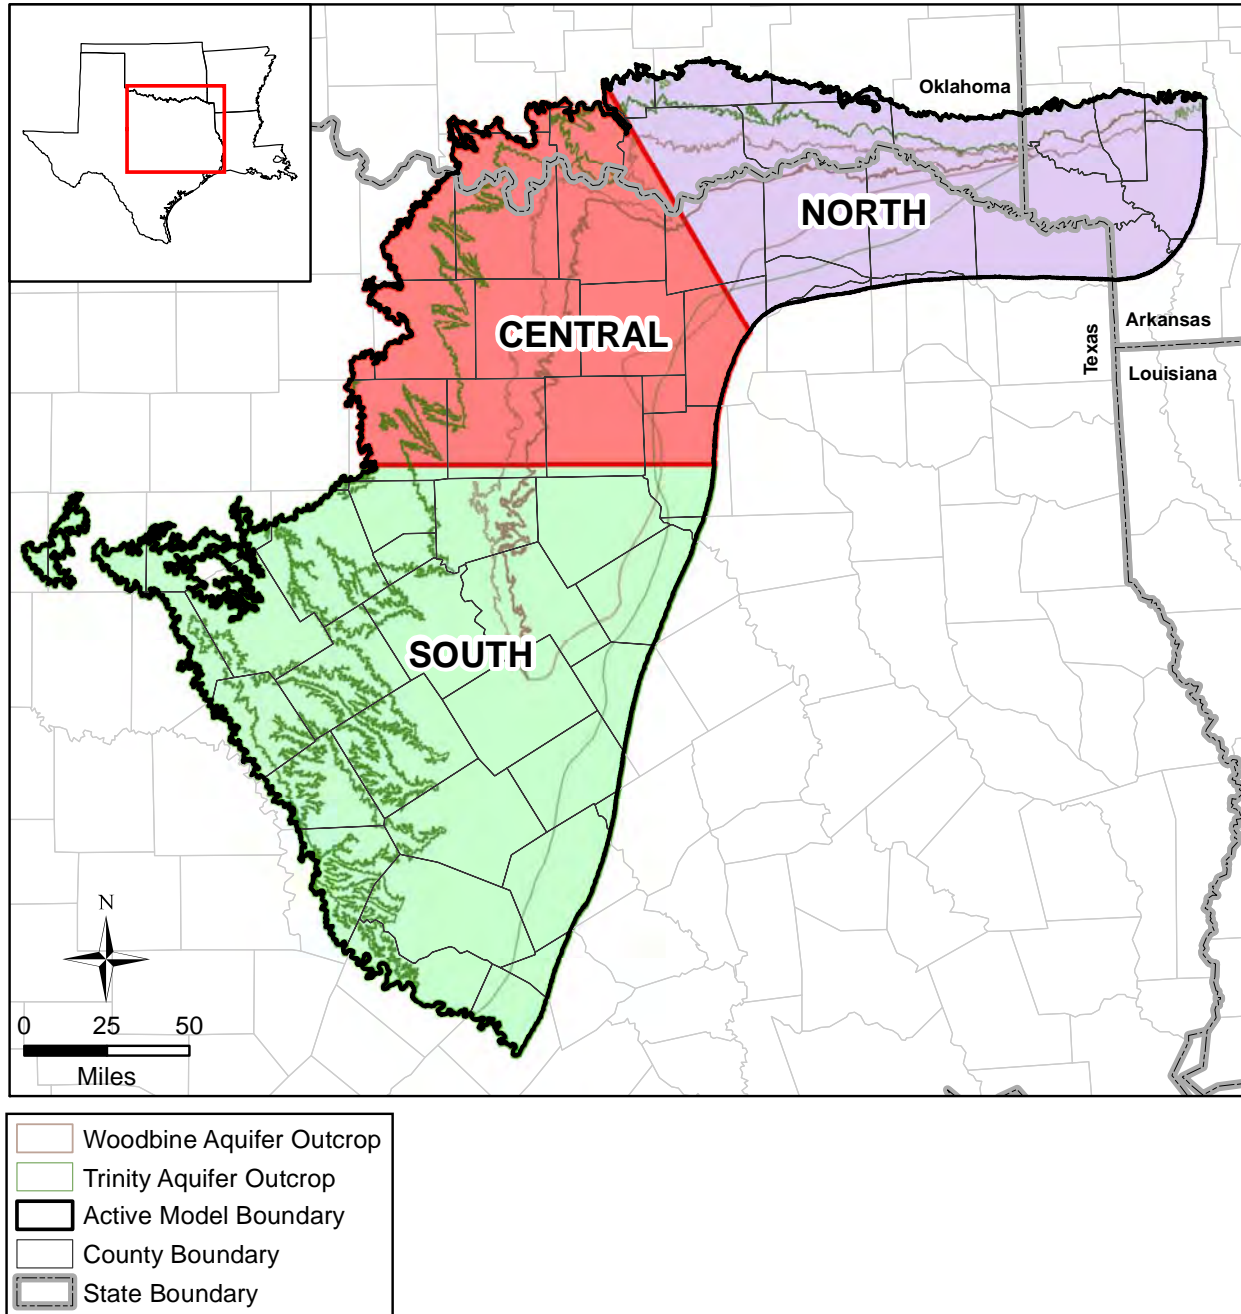 Oklahoma
NORTH
CENTRAL
Texas
Arkansas
Louisiana
SOUTH
N
0 25 50
Miles
Woodbine Aquifer Outcrop
Trinity Aquifer Outcrop
Active Model Boundary
County Boundary
State Boundary